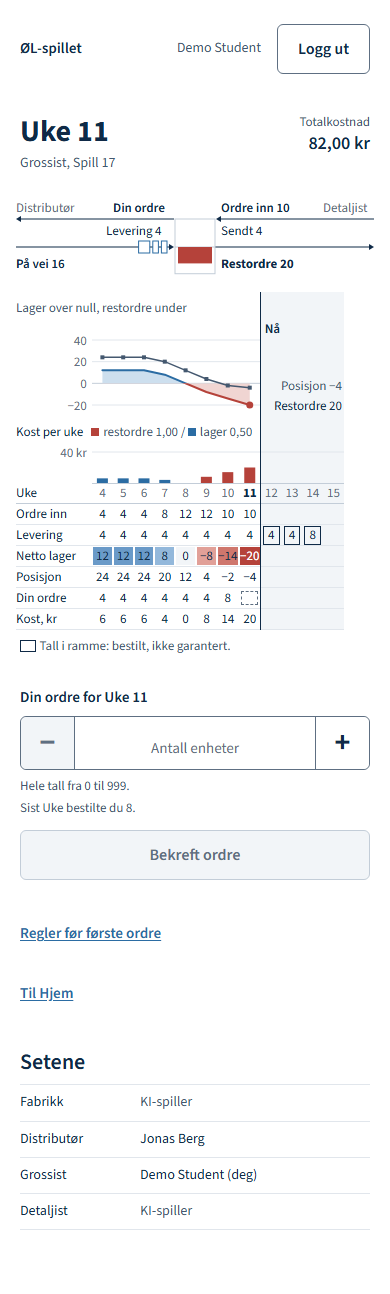 ØL-spillet Demo Student Logg ut
Uke 11 Totalkostnad
82,00 kr
Grossist, Spill 17
Distributør Din ordre Ordre inn 10 Detaljist
Levering 4 Sendt 4
På vei 16 Restordre 20
Lager over null, restordre under
Nå
40
20
0 Posisjon −4
−20 Restordre 20
Kost per uke restordre 1,00 / lager 0,50
40 kr
Uke 4 5 6 7 8 9 10 11 12 13 14 15
Ordre inn 4 4 4 8 12 12 10 10
Levering 4 4 4 4 4 4 4 4 4 4 8
Netto lager 12 12 12 8 0 −8 −14 −20
Posisjon 24 24 24 20 12 4 −2 −4
Din ordre 4 4 4 4 4 4 8
Kost, kr 6 6 6 4 0 8 14 20
Tall i ramme: bestilt, ikke garantert.
Din ordre for Uke 11
− Antall enheter +
Hele tall fra 0 til 999.
Sist Uke bestilte du 8.
Bekreft ordre
Regler før første ordre
Til Hjem
Setene
Fabrikk KI-spiller
Distributør Jonas Berg
Grossist Demo Student (deg)
Detaljist KI-spiller